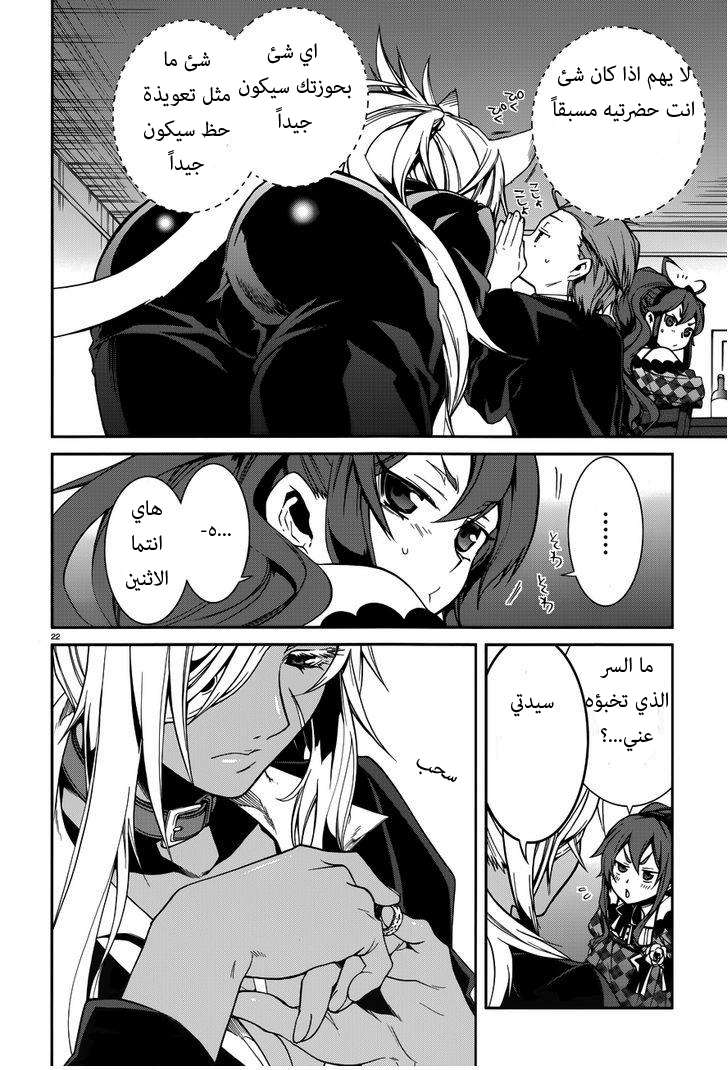 لا يهم اذا كان شئ
انت حضرتيه مسبقاً
اي شئ
بحوزتك سيكون
جيداً
شئ ما
مثل تعويذة
حظ سيكون
جيداً
......
...ه-
هاي
انتما
الاثنين
22
ما السر
الذي تخبؤه
عني...؟
سيدتي
سحب